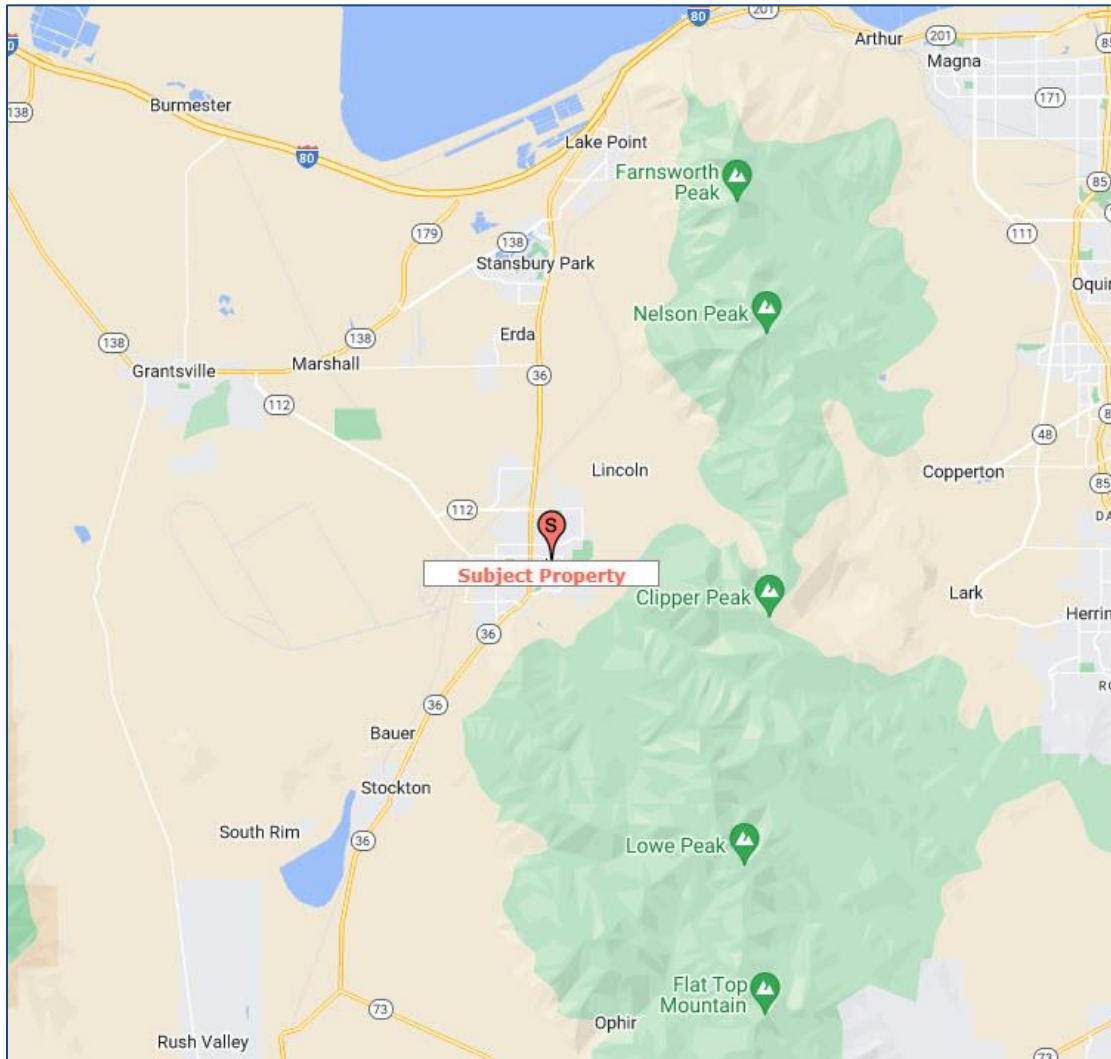 80
201
Arthur
201
85
Magna
80
138
Burmester
171
80
Lake Point
Farnsworth
Peak
85
179
138
111
Stansbury Park
Oquir
Nelson Peak
138
138
Erda
Marshall
Grantsville
36
112
48
Lincoln
Copperton
85
112
DA
S
Subject Property
Clipper Peak
Lark
Herrin
36
36
Bauer
Stockton
South Rim
36
Lowe Peak
Flat Top
Mountain
73
Ophir
Rush Valley
73